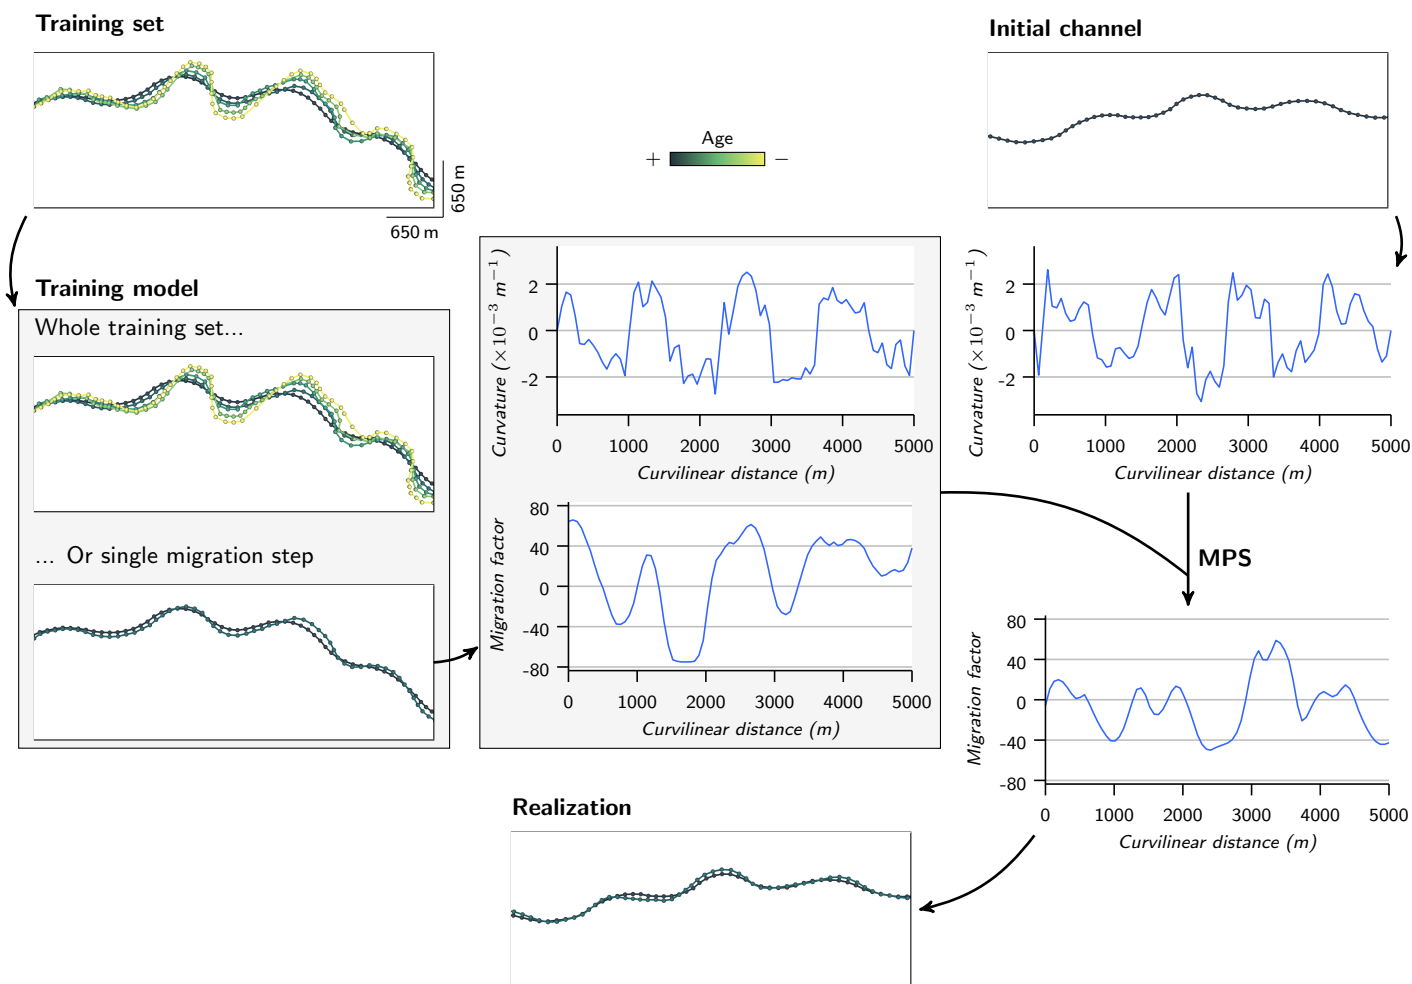 Training set
Initial channel
Age
+ −
650 m
650 m
Training model
Whole training set...
... Or single migration step
Curvature (×10⁻³ m⁻¹)
2
0
-2
0 1000 2000 3000 4000 5000
Curvilinear distance (m)
Migration factor
80
40
0
-40
-80
0 1000 2000 3000 4000 5000
Curvilinear distance (m)
Curvature (×10⁻³ m⁻¹)
2
0
-2
0 1000 2000 3000 4000 5000
Curvilinear distance (m)
MPS
Migration factor
80
40
0
-40
-80
0 1000 2000 3000 4000 5000
Curvilinear distance (m)
Realization